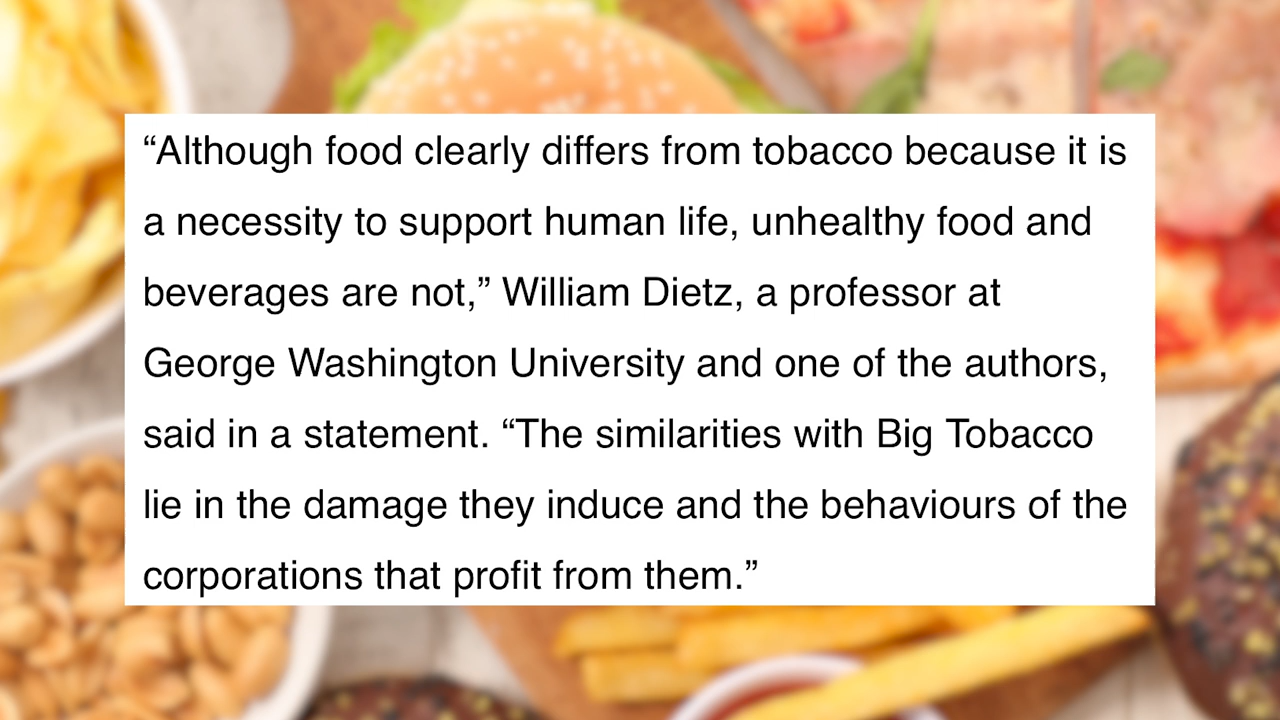 “Although food clearly differs from tobacco because it is
a necessity to support human life, unhealthy food and
beverages are not,” William Dietz, a professor at
George Washington University and one of the authors,
said in a statement. “The similarities with Big Tobacco
lie in the damage they induce and the behaviours of the
corporations that profit from them.”